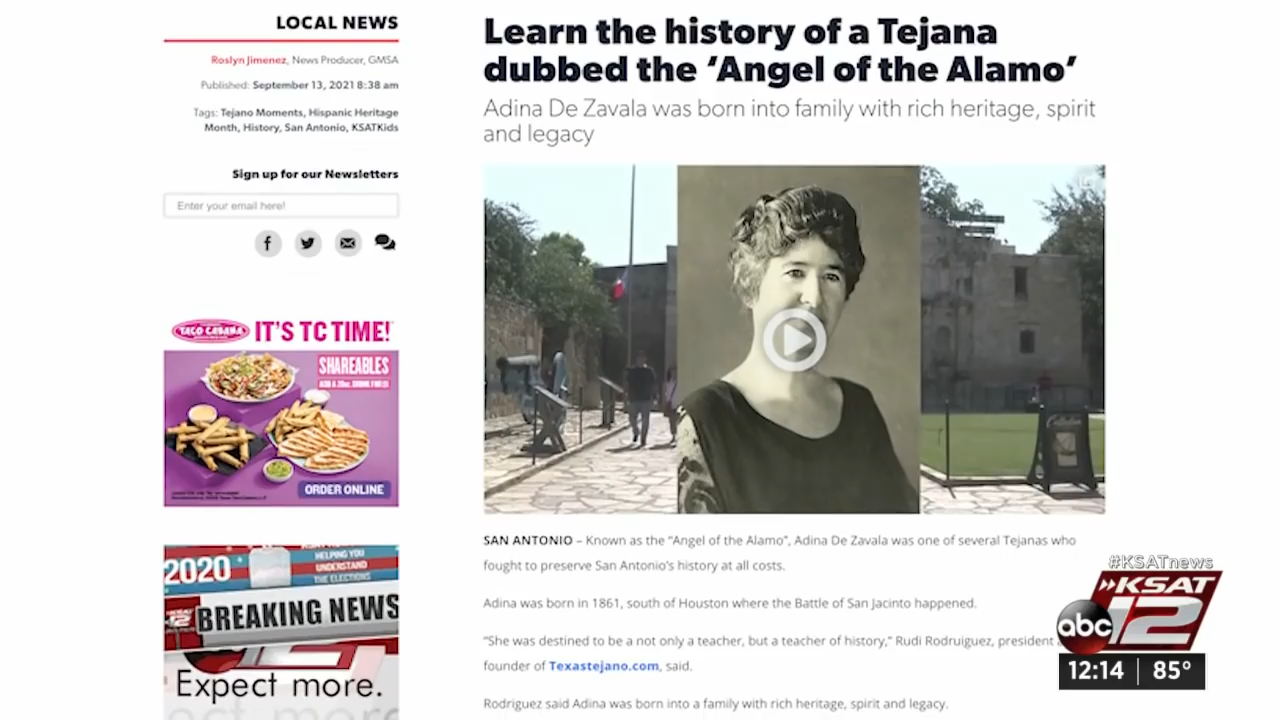 LOCAL NEWS
Roslyn Jimenez, News Producer, GMSA
Published: September 13, 2021 8:38 am
Tags: Tejano Moments, Hispanic Heritage
Month, History, San Antonio, KSATKids
Sign up for our Newsletters
Enter your email here!
TACO CABANA IT'S TC TIME!
SHAREABLES
ORDER ONLINE
2020
HELPING YOU
UNDERSTAND
THE ELECTIONS
BREAKING NEWS
Expect more.
Learn the history of a Tejana
dubbed the ‘Angel of the Alamo’
Adina De Zavala was born into family with rich heritage, spirit
and legacy
SAN ANTONIO – Known as the “Angel of the Alamo”, Adina De Zavala was one of several Tejanas who
fought to preserve San Antonio's history at all costs.
Adina was born in 1861, south of Houston where the Battle of San Jacinto happened.
“She was destined to be a not only a teacher, but a teacher of history,” Rudi Rodruiguez, president
founder of Texastejano.com, said.
Rodriguez said Adina was born into a family with rich heritage, spirit and legacy.
#KSATnews
KSAT
abc 12
12:14 85°